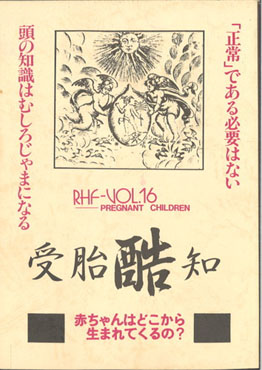 「正常」である必要はない
頭の知識はむしろじゃまになる
RHF-VOL.16
PREGNANT CHILDREN
受胎酷知
赤ちゃんはどこから
生まれてくるの?